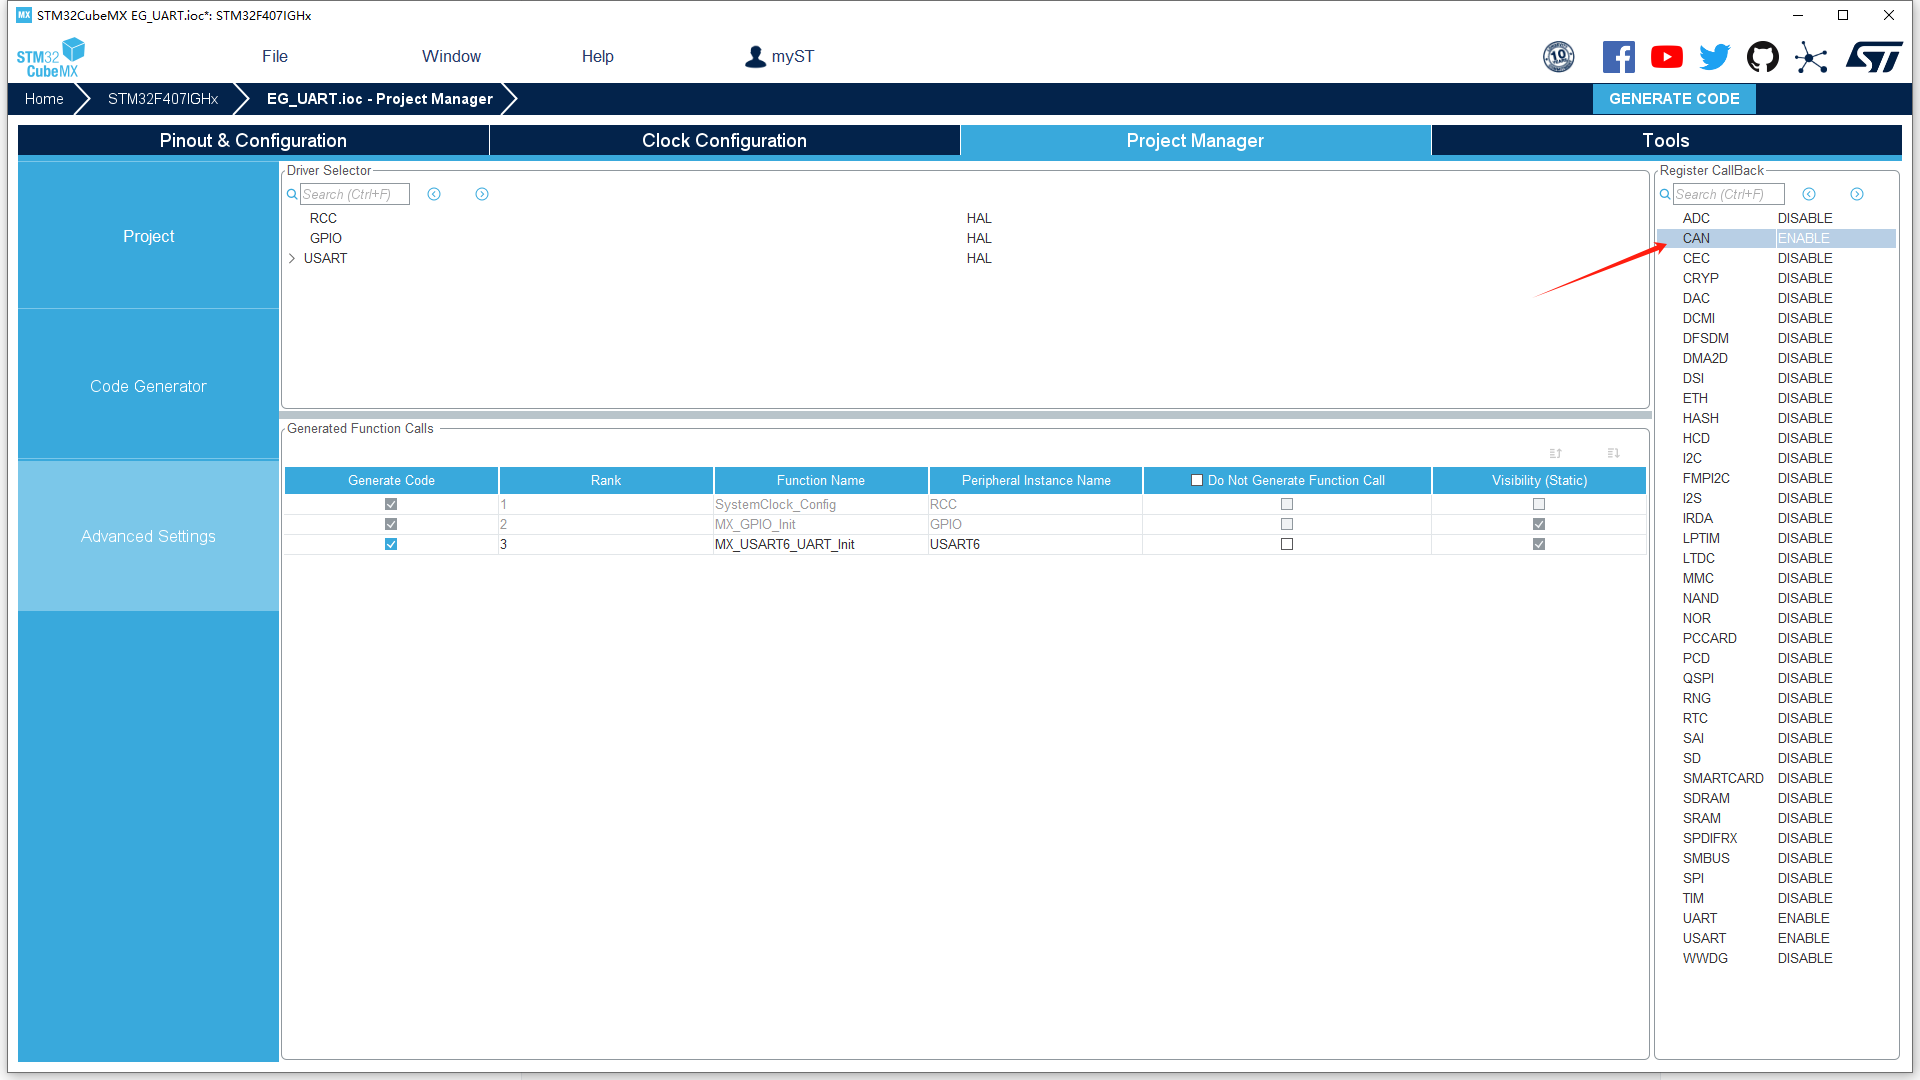 MX STM32CubeMX EG_UART.ioc*: STM32F407IGHx
STM32
CubeMX
File
Window
Help
myST
10
Home
STM32F407IGHx
EG_UART.ioc - Project Manager
GENERATE CODE
Pinout & Configuration
Clock Configuration
Project Manager
Tools
Project
Code Generator
Advanced Settings
Driver Selector
Search (Ctrl+F)
RCC HAL
GPIO HAL
USART HAL
Generated Function Calls
Generate Code Rank Function Name Peripheral Instance Name Do Not Generate Function Call Visibility (Static)
1 SystemClock_Config RCC
2 MX_GPIO_Init GPIO
3 MX_USART6_UART_Init USART6
Register CallBack
Search (Ctrl+F)
ADC DISABLE
CAN ENABLE
CEC DISABLE
CRYP DISABLE
DAC DISABLE
DCMI DISABLE
DFSDM DISABLE
DMA2D DISABLE
DSI DISABLE
ETH DISABLE
HASH DISABLE
HCD DISABLE
I2C DISABLE
FMPI2C DISABLE
I2S DISABLE
IRDA DISABLE
LPTIM DISABLE
LTDC DISABLE
MMC DISABLE
NAND DISABLE
NOR DISABLE
PCCARD DISABLE
PCD DISABLE
QSPI DISABLE
RNG DISABLE
RTC DISABLE
SAI DISABLE
SD DISABLE
SMARTCARD DISABLE
SDRAM DISABLE
SRAM DISABLE
SPDIFRX DISABLE
SMBUS DISABLE
SPI DISABLE
TIM DISABLE
UART ENABLE
USART ENABLE
WWDG DISABLE